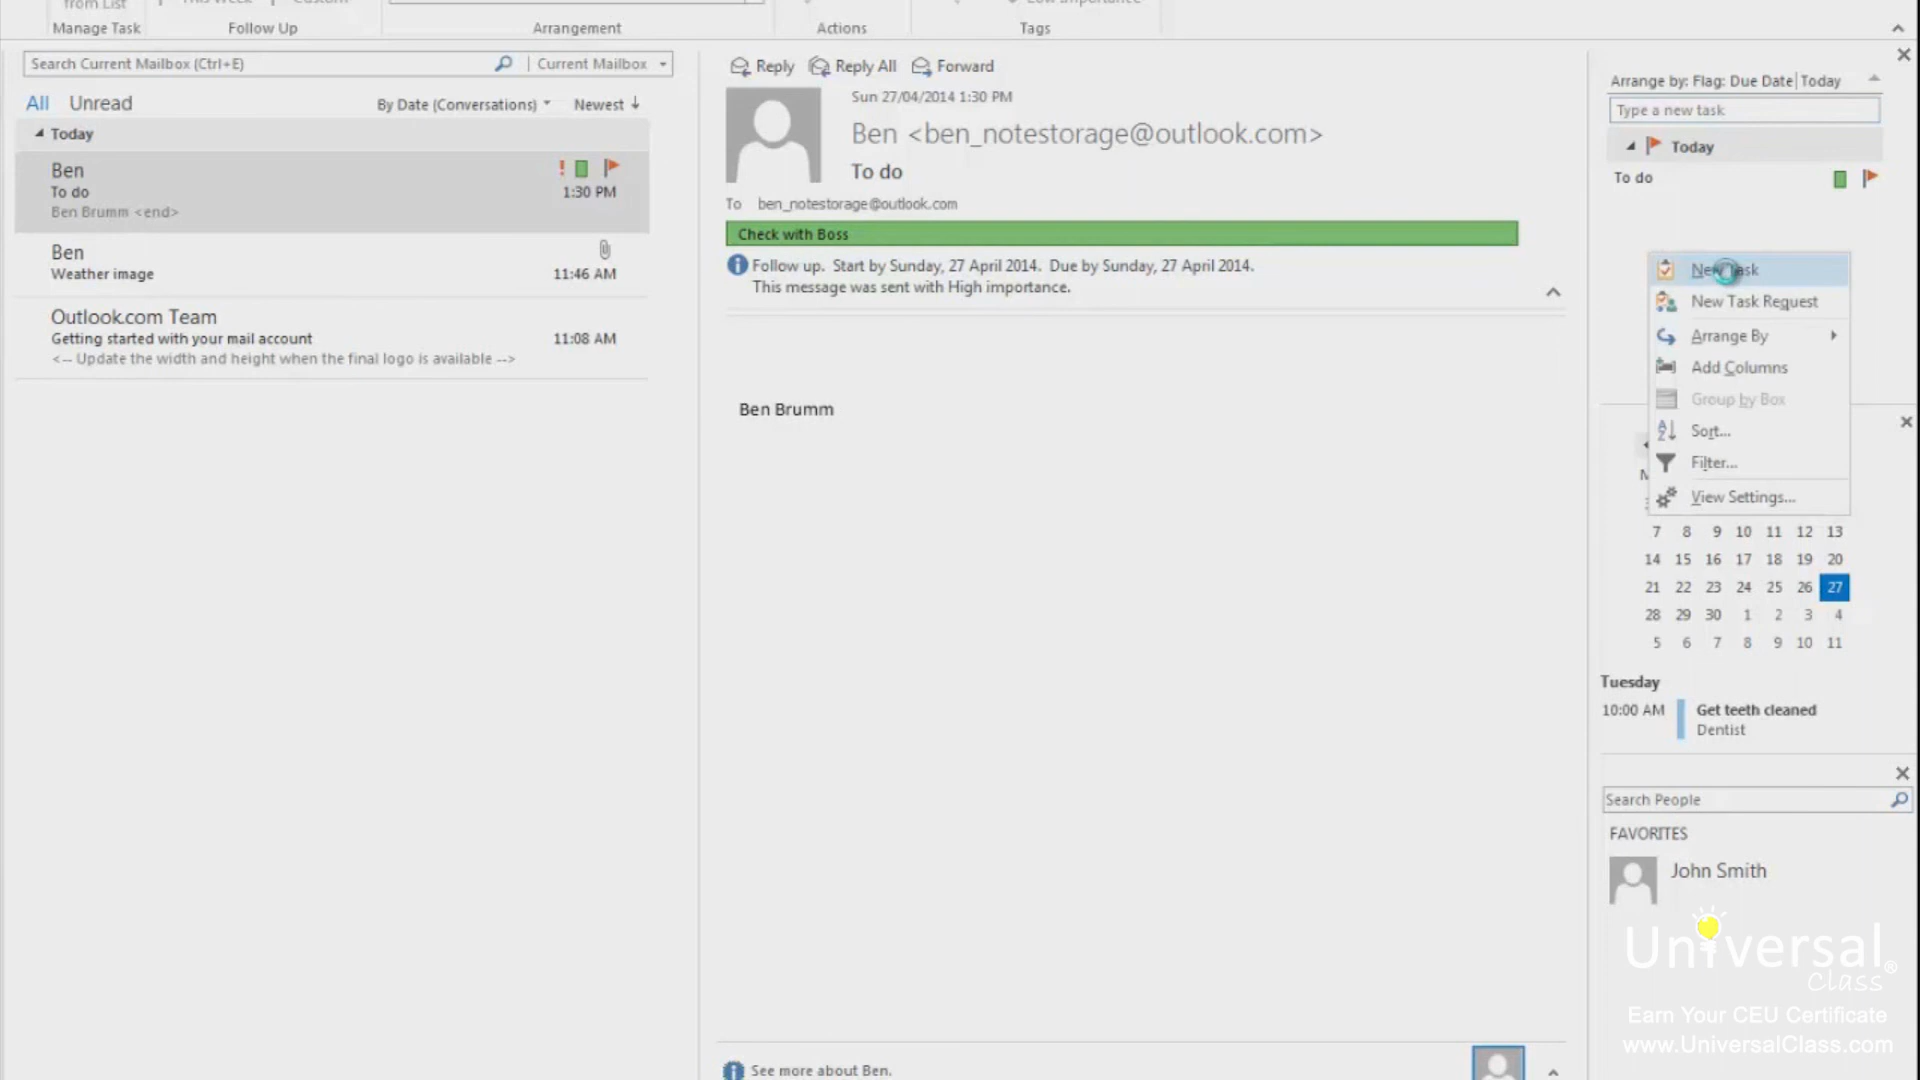 from List
This Week
Custom
Low Importance
Manage Task
Follow Up
Arrangement
Actions
Tags
Search Current Mailbox (Ctrl+E)
Current Mailbox
All Unread
By Date (Conversations) Newest
Today
Ben
To do 1:30 PM
Ben Brumm <end>
Ben
Weather image 11:46 AM
Outlook.com Team
Getting started with your mail account 11:08 AM
<-- Update the width and height when the final logo is available -->
Reply Reply All Forward
Sun 27/04/2014 1:30 PM
Ben <ben_notestorage@outlook.com>
To do
To ben_notestorage@outlook.com
Check with Boss
Follow up. Start by Sunday, 27 April 2014. Due by Sunday, 27 April 2014.
This message was sent with High importance.
Ben Brumm
See more about Ben.
Arrange by: Flag: Due Date Today
Type a new task
Today
To do
New Task
New Task Request
Arrange By
Add Columns
Group by Box
Sort...
Filter...
View Settings...
7 8 9 10 11 12 13
14 15 16 17 18 19 20
21 22 23 24 25 26 27
28 29 30 1 2 3 4
5 6 7 8 9 10 11
Tuesday
10:00 AM Get teeth cleaned
Dentist
Search People
FAVORITES
John Smith
Universal
Class®
Earn Your CEU Certificate
www.UniversalClass.com